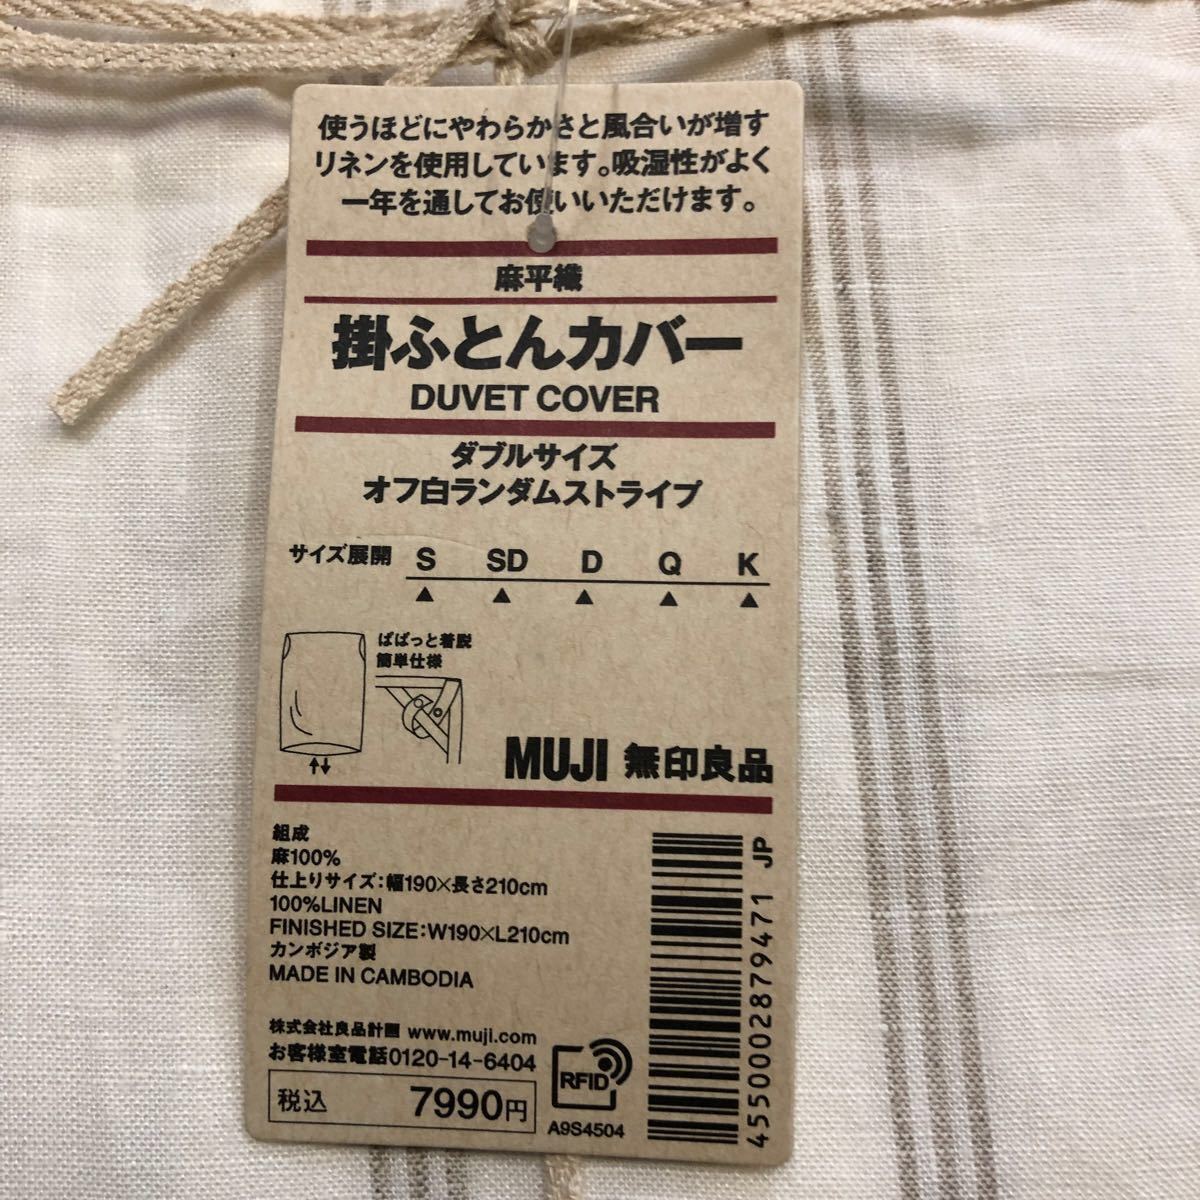 使うほどにやわらかさと風合いが増す
リネンを使用しています。吸湿性がよく
一年を通してお使いいただけます。
麻平織
掛ふとんカバー
DUVET COVER
ダブルサイズ
オフ白ランダムストライプ
サイズ展開 S SD D Q K
ぱぱっと着脱
簡単仕様
MUJI 無印良品
組成
麻100%
仕上りサイズ:幅190×長さ210cm
100%LINEN
FINISHED SIZE:W190×L210cm
カンボジア製
MADE IN CAMBODIA
株式会社良品計画 www.muji.com
お客様室電話0120-14-6404
税込 7990円
RFID
A9S4504
4550002879471 JP